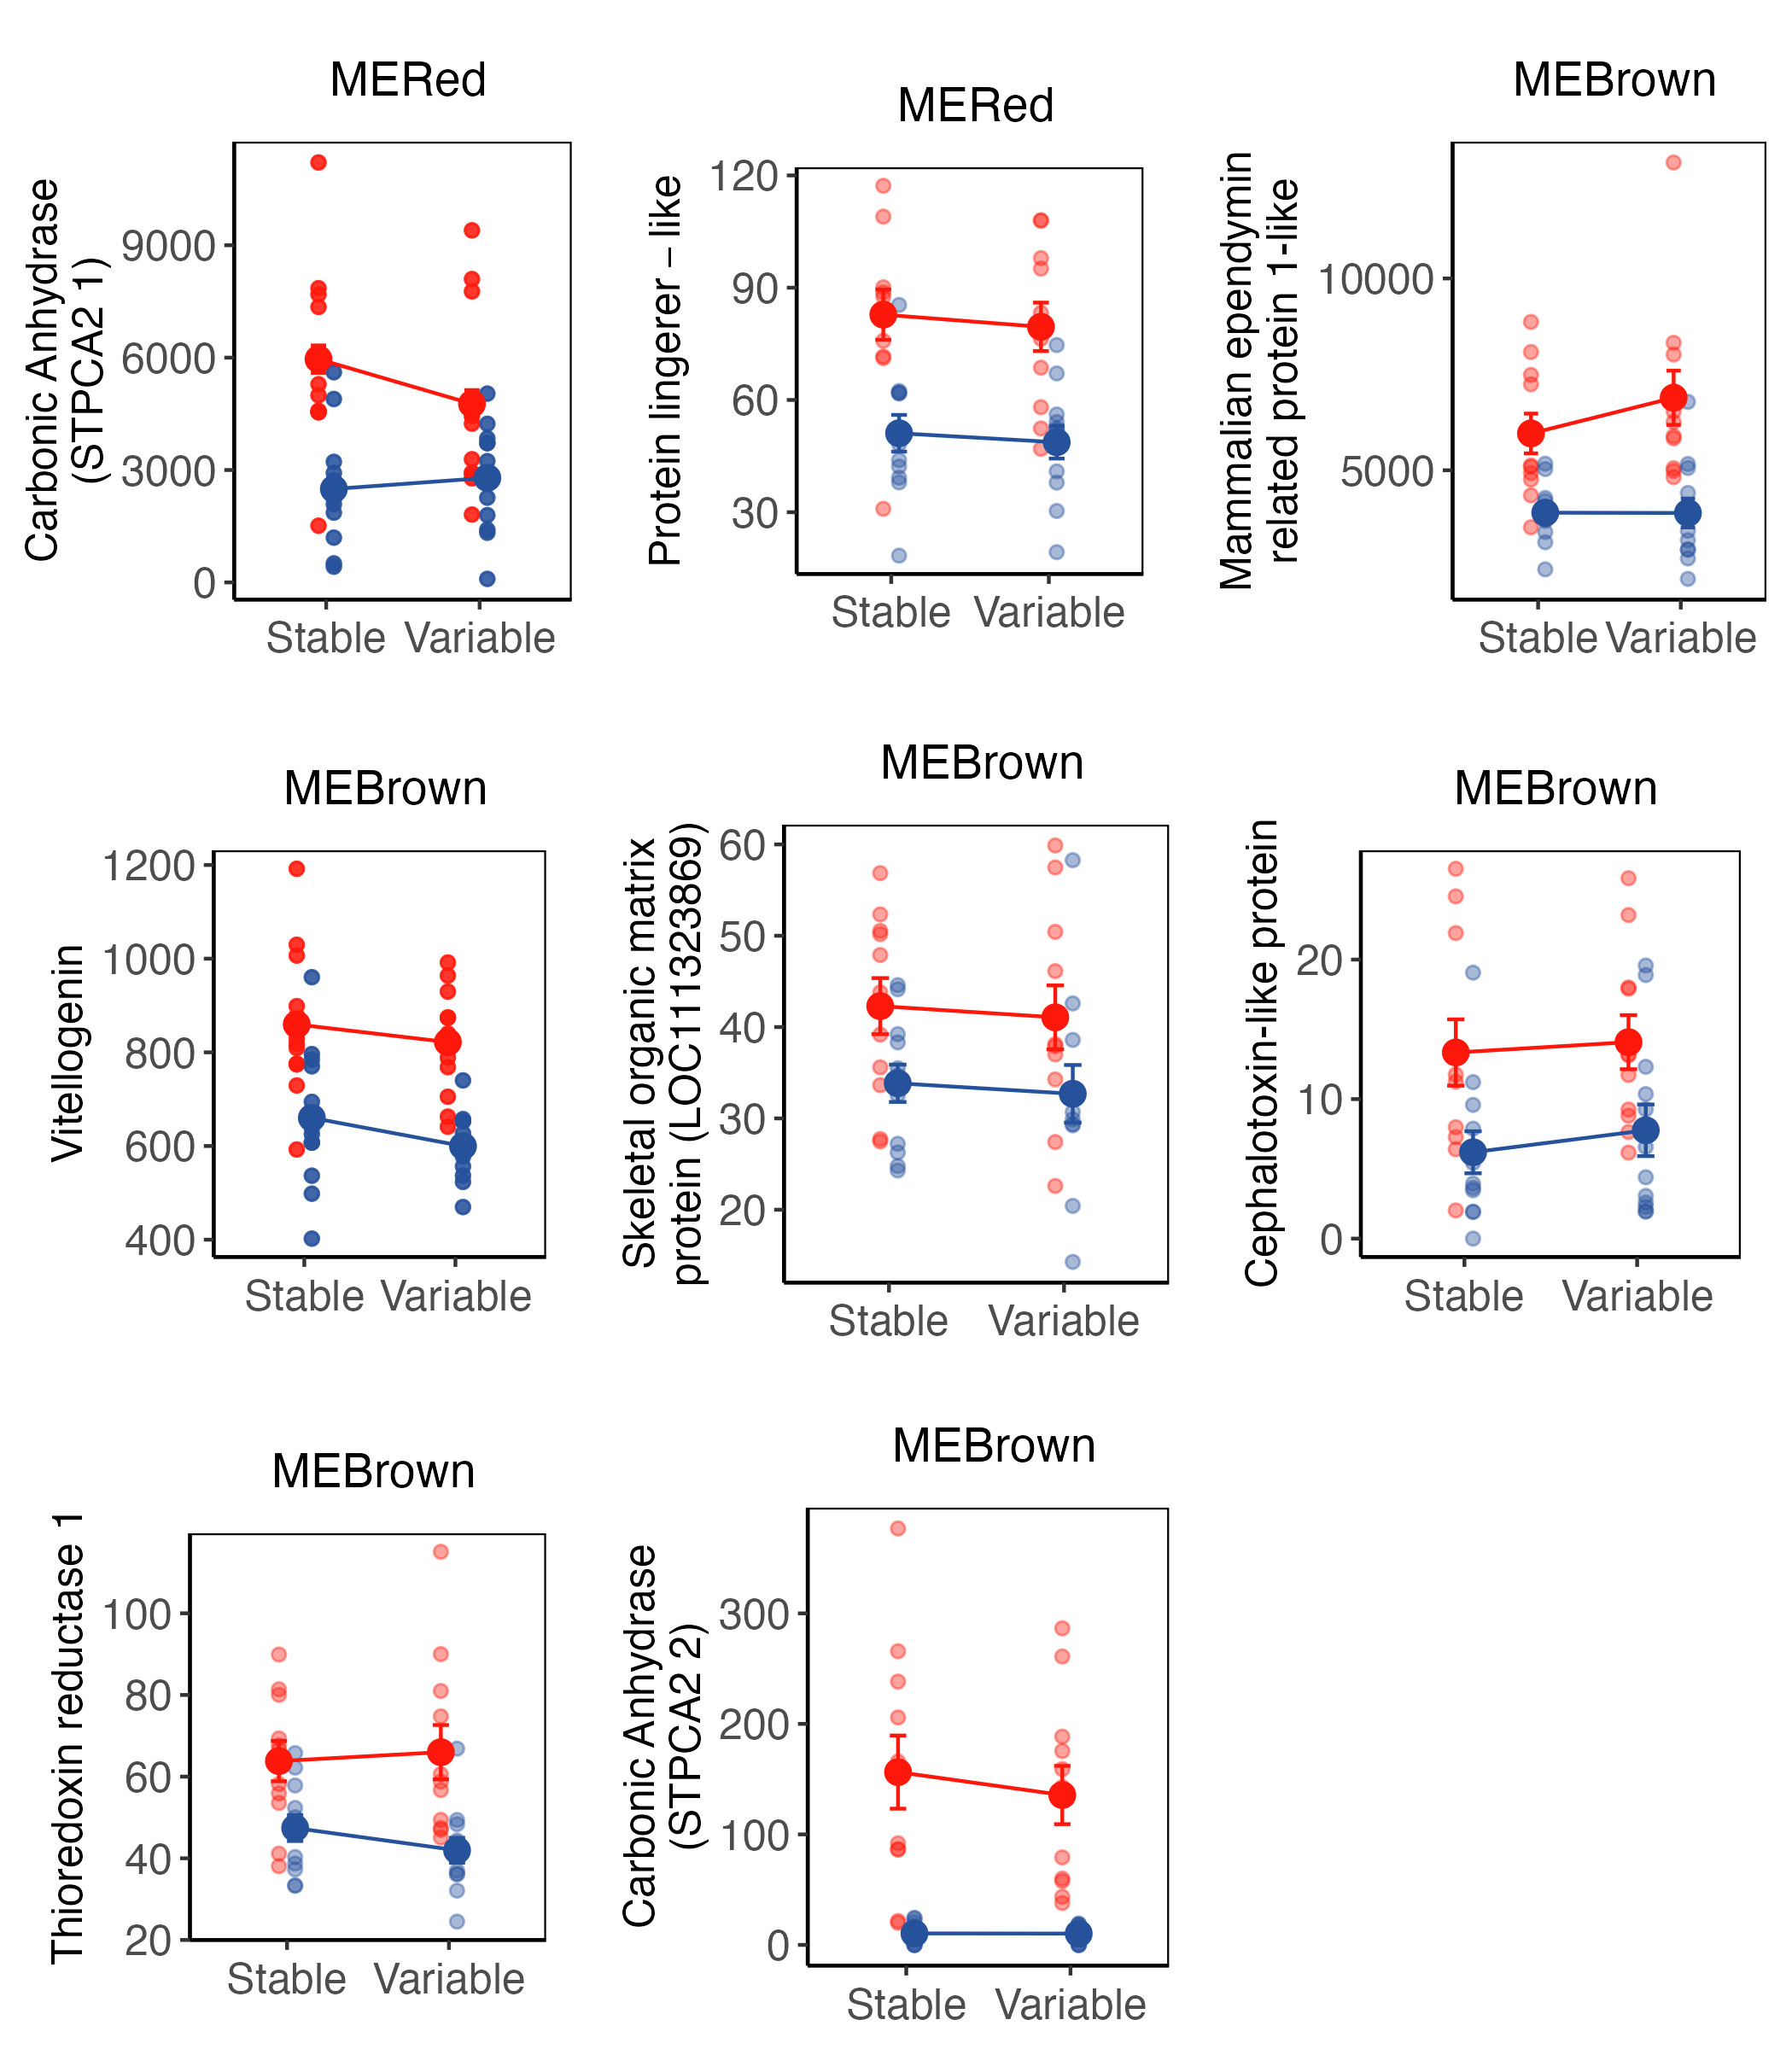 MERed
Carbonic Anhydrase
(STPCA2 1)
9000
6000
3000
0
Stable Variable
MERed
Protein lingerer – like
120
90
60
30
Stable Variable
MEBrown
Mammalian ependymin
related protein 1-like
10000
5000
Stable Variable
MEBrown
Vitellogenin
1200
1000
800
600
400
Stable Variable
MEBrown
Skeletal organic matrix
protein (LOC111323869)
60
50
40
30
20
Stable Variable
MEBrown
Cephalotoxin-like protein
20
10
0
Stable Variable
MEBrown
Thioredoxin reductase 1
100
80
60
40
20
Stable Variable
MEBrown
Carbonic Anhydrase
(STPCA2 2)
300
200
100
0
Stable Variable